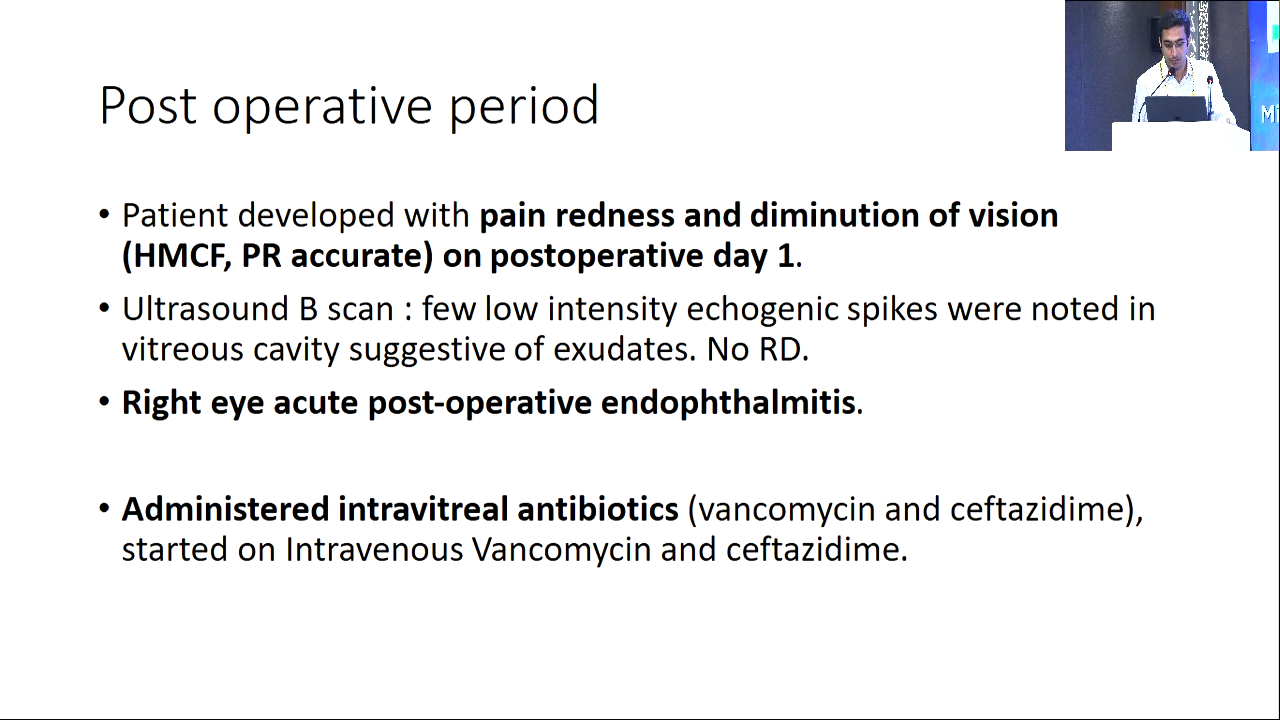 Post operative period
• Patient developed with pain redness and diminution of vision
(HMCF, PR accurate) on postoperative day 1.
• Ultrasound B scan : few low intensity echogenic spikes were noted in
vitreous cavity suggestive of exudates. No RD.
• Right eye acute post-operative endophthalmitis.
• Administered intravitreal antibiotics (vancomycin and ceftazidime),
started on Intravenous Vancomycin and ceftazidime.